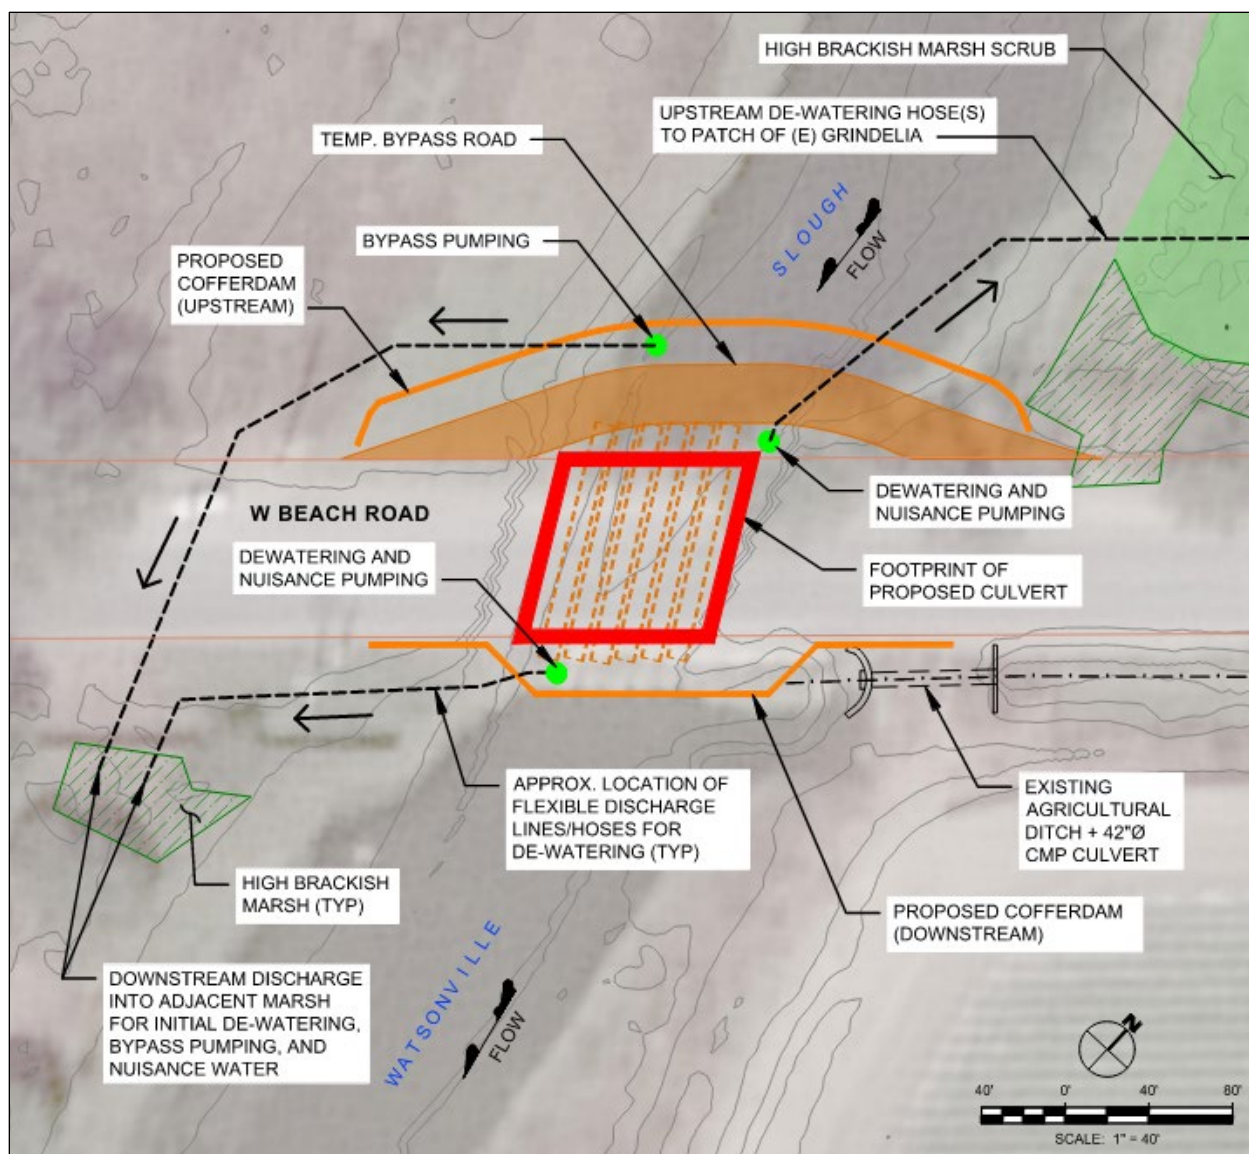 HIGH BRACKISH MARSH SCRUB
UPSTREAM DE-WATERING HOSE(S)
TO PATCH OF (E) GRINDELIA
TEMP. BYPASS ROAD
BYPASS PUMPING
PROPOSED
COFFERDAM
(UPSTREAM)
SLOUGH
FLOW
W BEACH ROAD
DEWATERING AND
NUISANCE PUMPING
DEWATERING AND
NUISANCE PUMPING
FOOTPRINT OF
PROPOSED CULVERT
APPROX. LOCATION OF
FLEXIBLE DISCHARGE
LINES/HOSES FOR
DE-WATERING (TYP)
EXISTING
AGRICULTURAL
DITCH + 42"Ø
CMP CULVERT
HIGH BRACKISH
MARSH (TYP)
PROPOSED COFFERDAM
(DOWNSTREAM)
DOWNSTREAM DISCHARGE
INTO ADJACENT MARSH
FOR INITIAL DE-WATERING,
BYPASS PUMPING, AND
NUISANCE WATER
WATSONVILLE
FLOW
N
40' 0' 40' 80'
SCALE: 1" = 40'